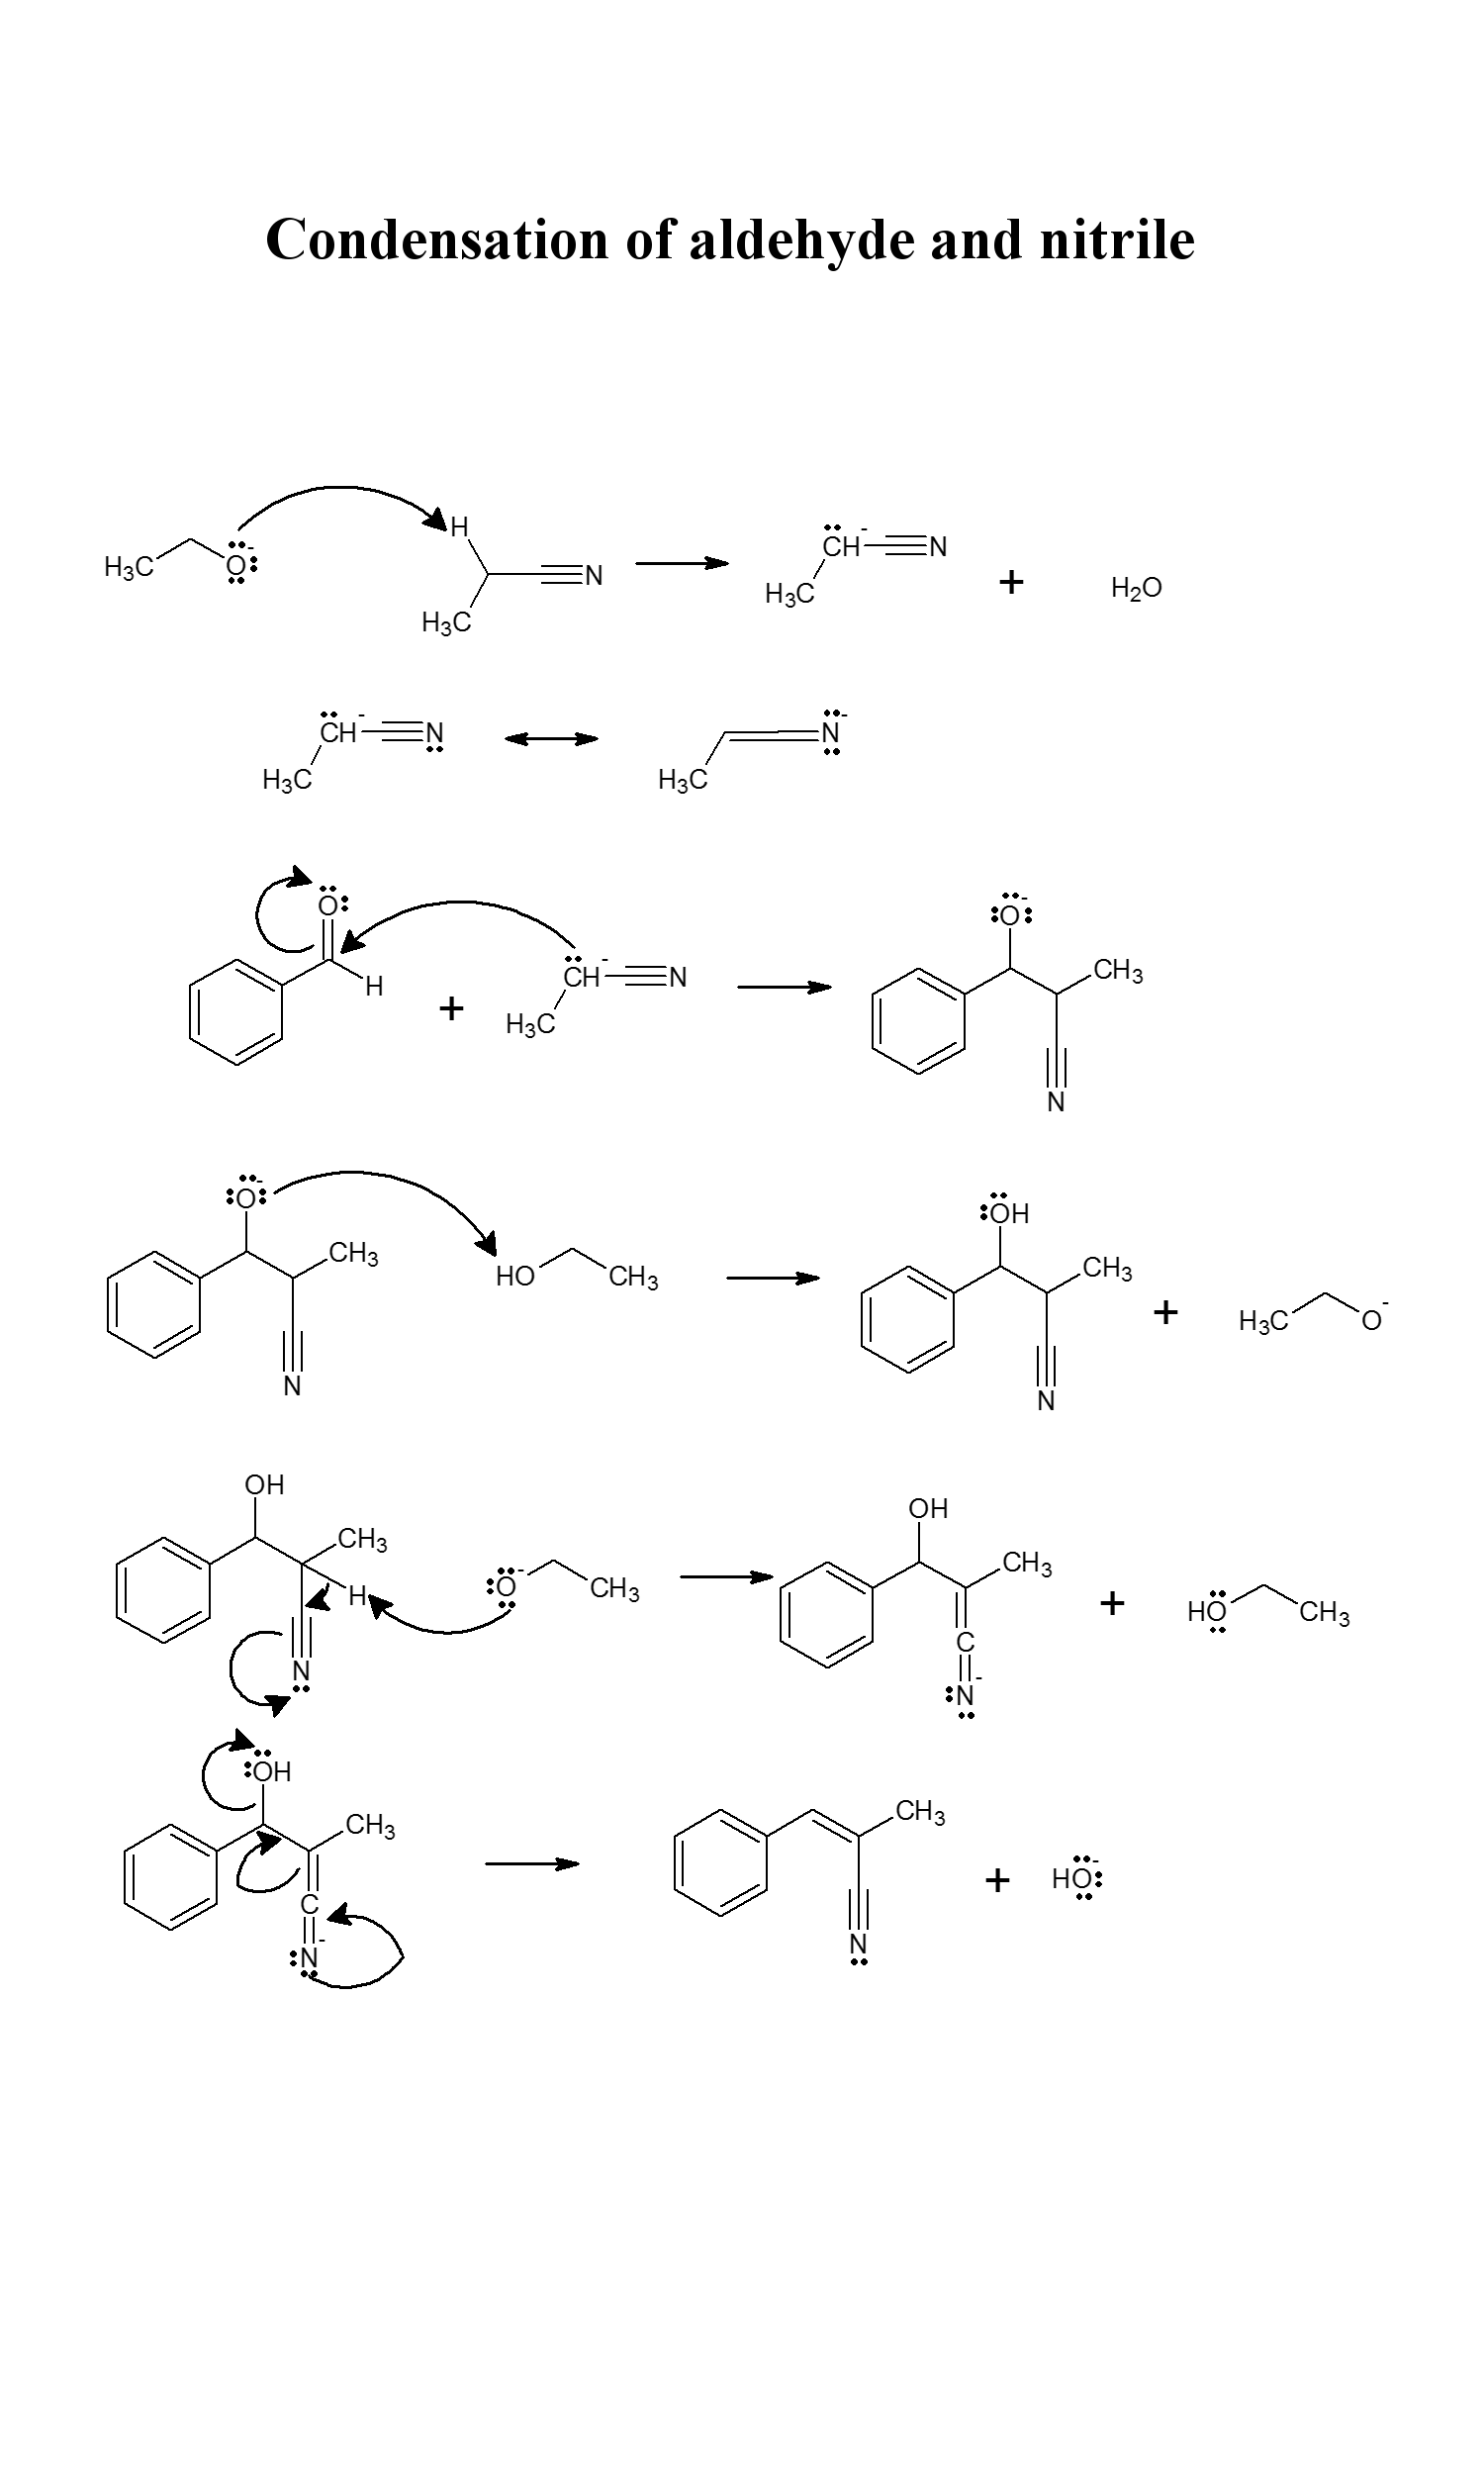 Condensation of aldehyde and nitrile
H₃C O⁻ H H₃C N CH⁻ N H₃C + H₂O
CH⁻ N H₃C N⁻ H₃C
O H + CH⁻ N H₃C O⁻ CH₃ N
O⁻ CH₃ N HO CH₃ OH CH₃ N + H₃C O⁻
OH CH₃ H N O⁻ CH₃ OH CH₃ C N⁻ + HO CH₃
OH CH₃ C N⁻ CH₃ N + HO⁻